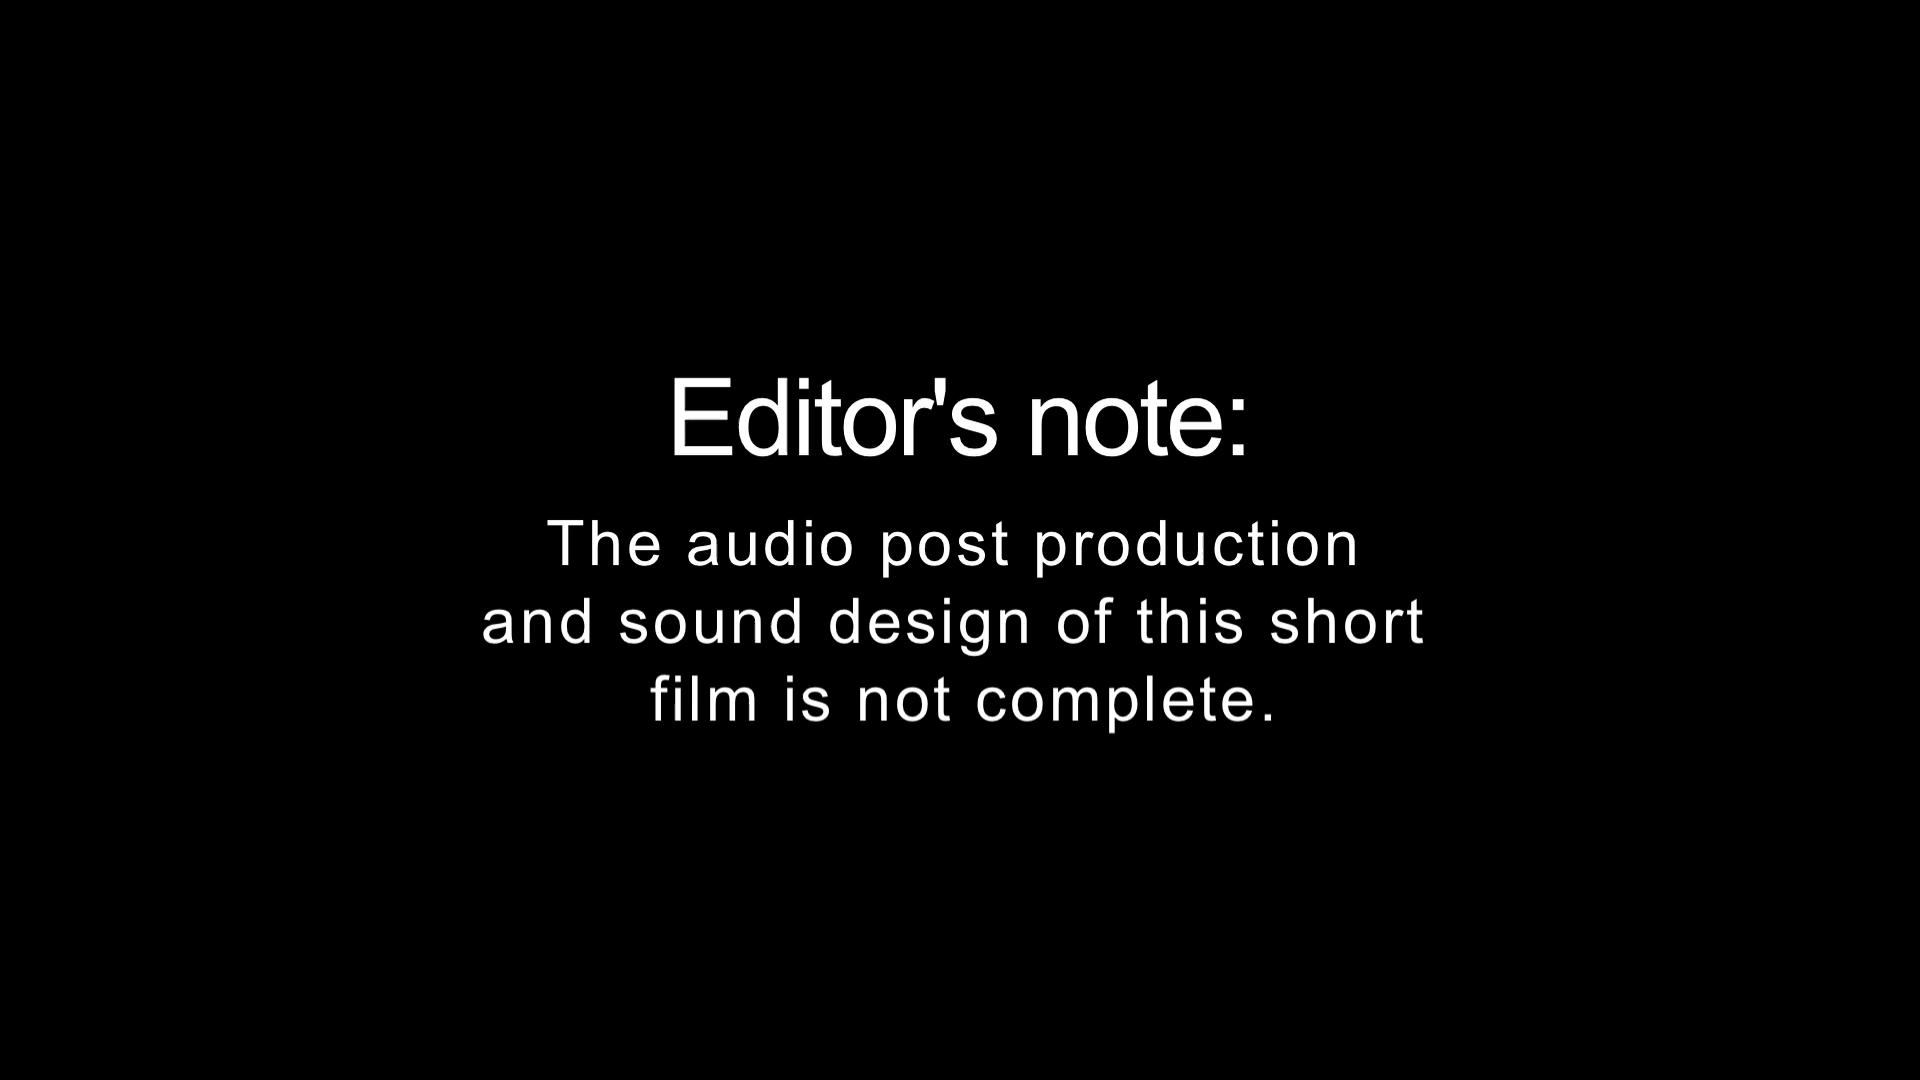 Editor's note:
The audio post production
and sound design of this short
film is not complete.